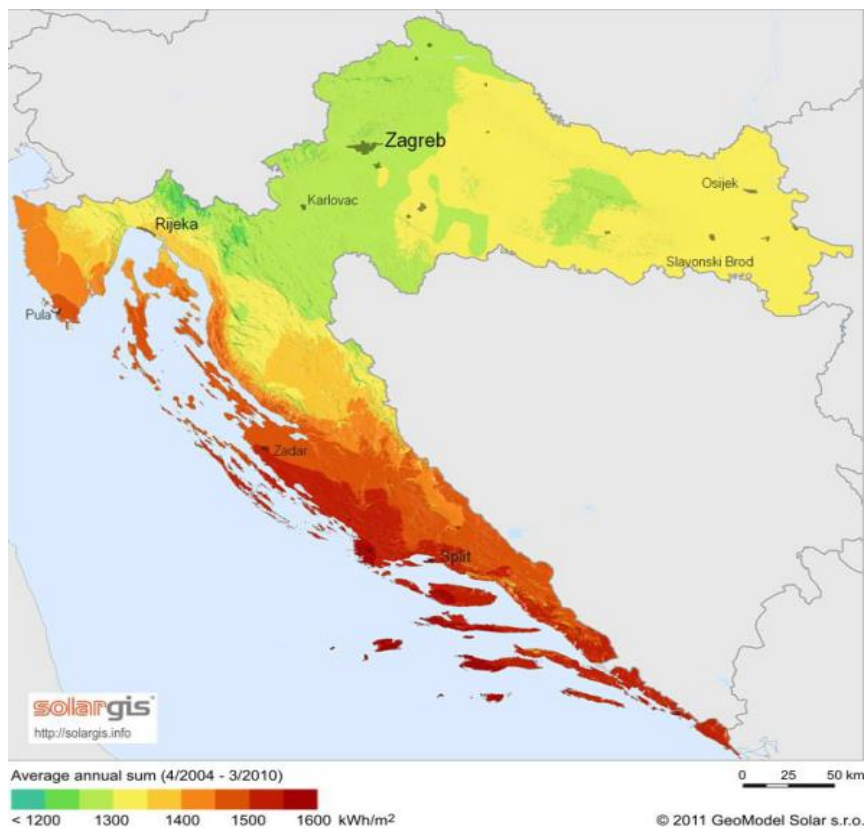 Zagreb
Osijek
Karlovac
Rijeka
Slavonski Brod
Pula
Zadar
Split
solargis
http://solargis.info
Average annual sum (4/2004 - 3/2010)
0 25 50 km
< 1200 1300 1400 1500 1600 kWh/m²
© 2011 GeoModel Solar s.r.o.